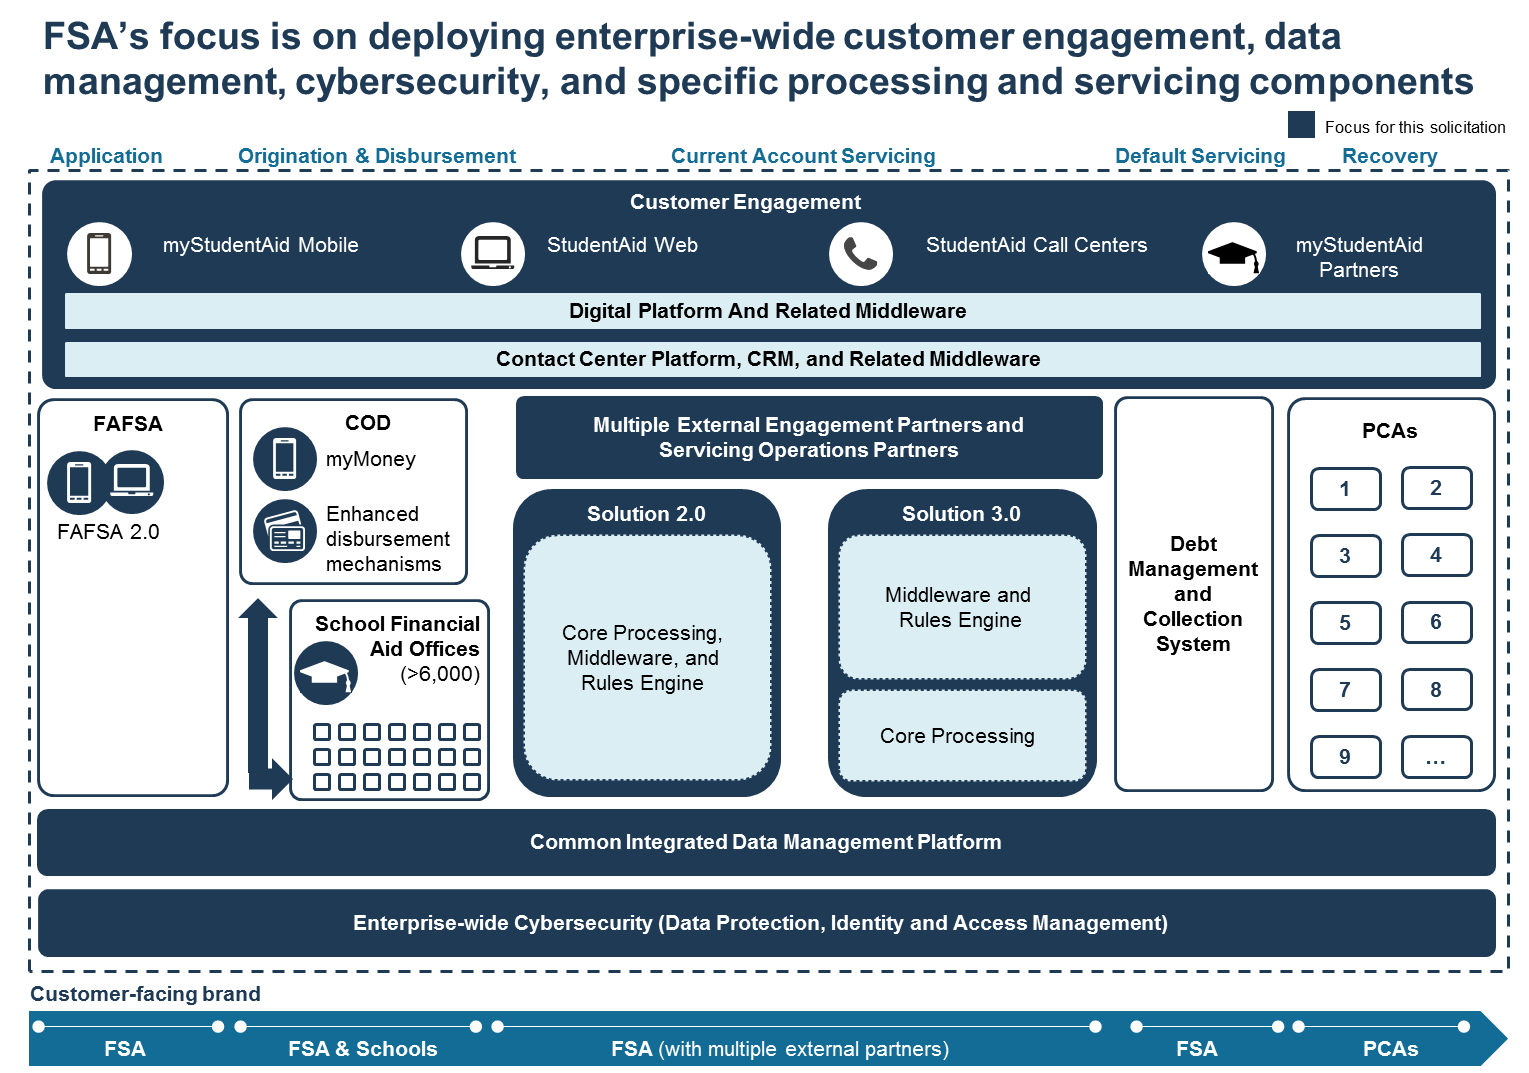 FSA’s focus is on deploying enterprise-wide customer engagement, data
management, cybersecurity, and specific processing and servicing components
Focus for this solicitation
Application
Origination & Disbursement
Current Account Servicing
Default Servicing
Recovery
Customer Engagement
myStudentAid Mobile
StudentAid Web
StudentAid Call Centers
myStudentAid
Partners
Digital Platform And Related Middleware
Contact Center Platform, CRM, and Related Middleware
FAFSA
FAFSA 2.0
COD
myMoney
Enhanced
disbursement
mechanisms
School Financial
Aid Offices
(>6,000)
Multiple External Engagement Partners and
Servicing Operations Partners
Solution 2.0
Core Processing,
Middleware, and
Rules Engine
Solution 3.0
Middleware and
Rules Engine
Core Processing
Debt
Management
and
Collection
System
PCAs
1
2
3
4
5
6
7
8
9
...
Common Integrated Data Management Platform
Enterprise-wide Cybersecurity (Data Protection, Identity and Access Management)
Customer-facing brand
FSA
FSA & Schools
FSA (with multiple external partners)
FSA
PCAs